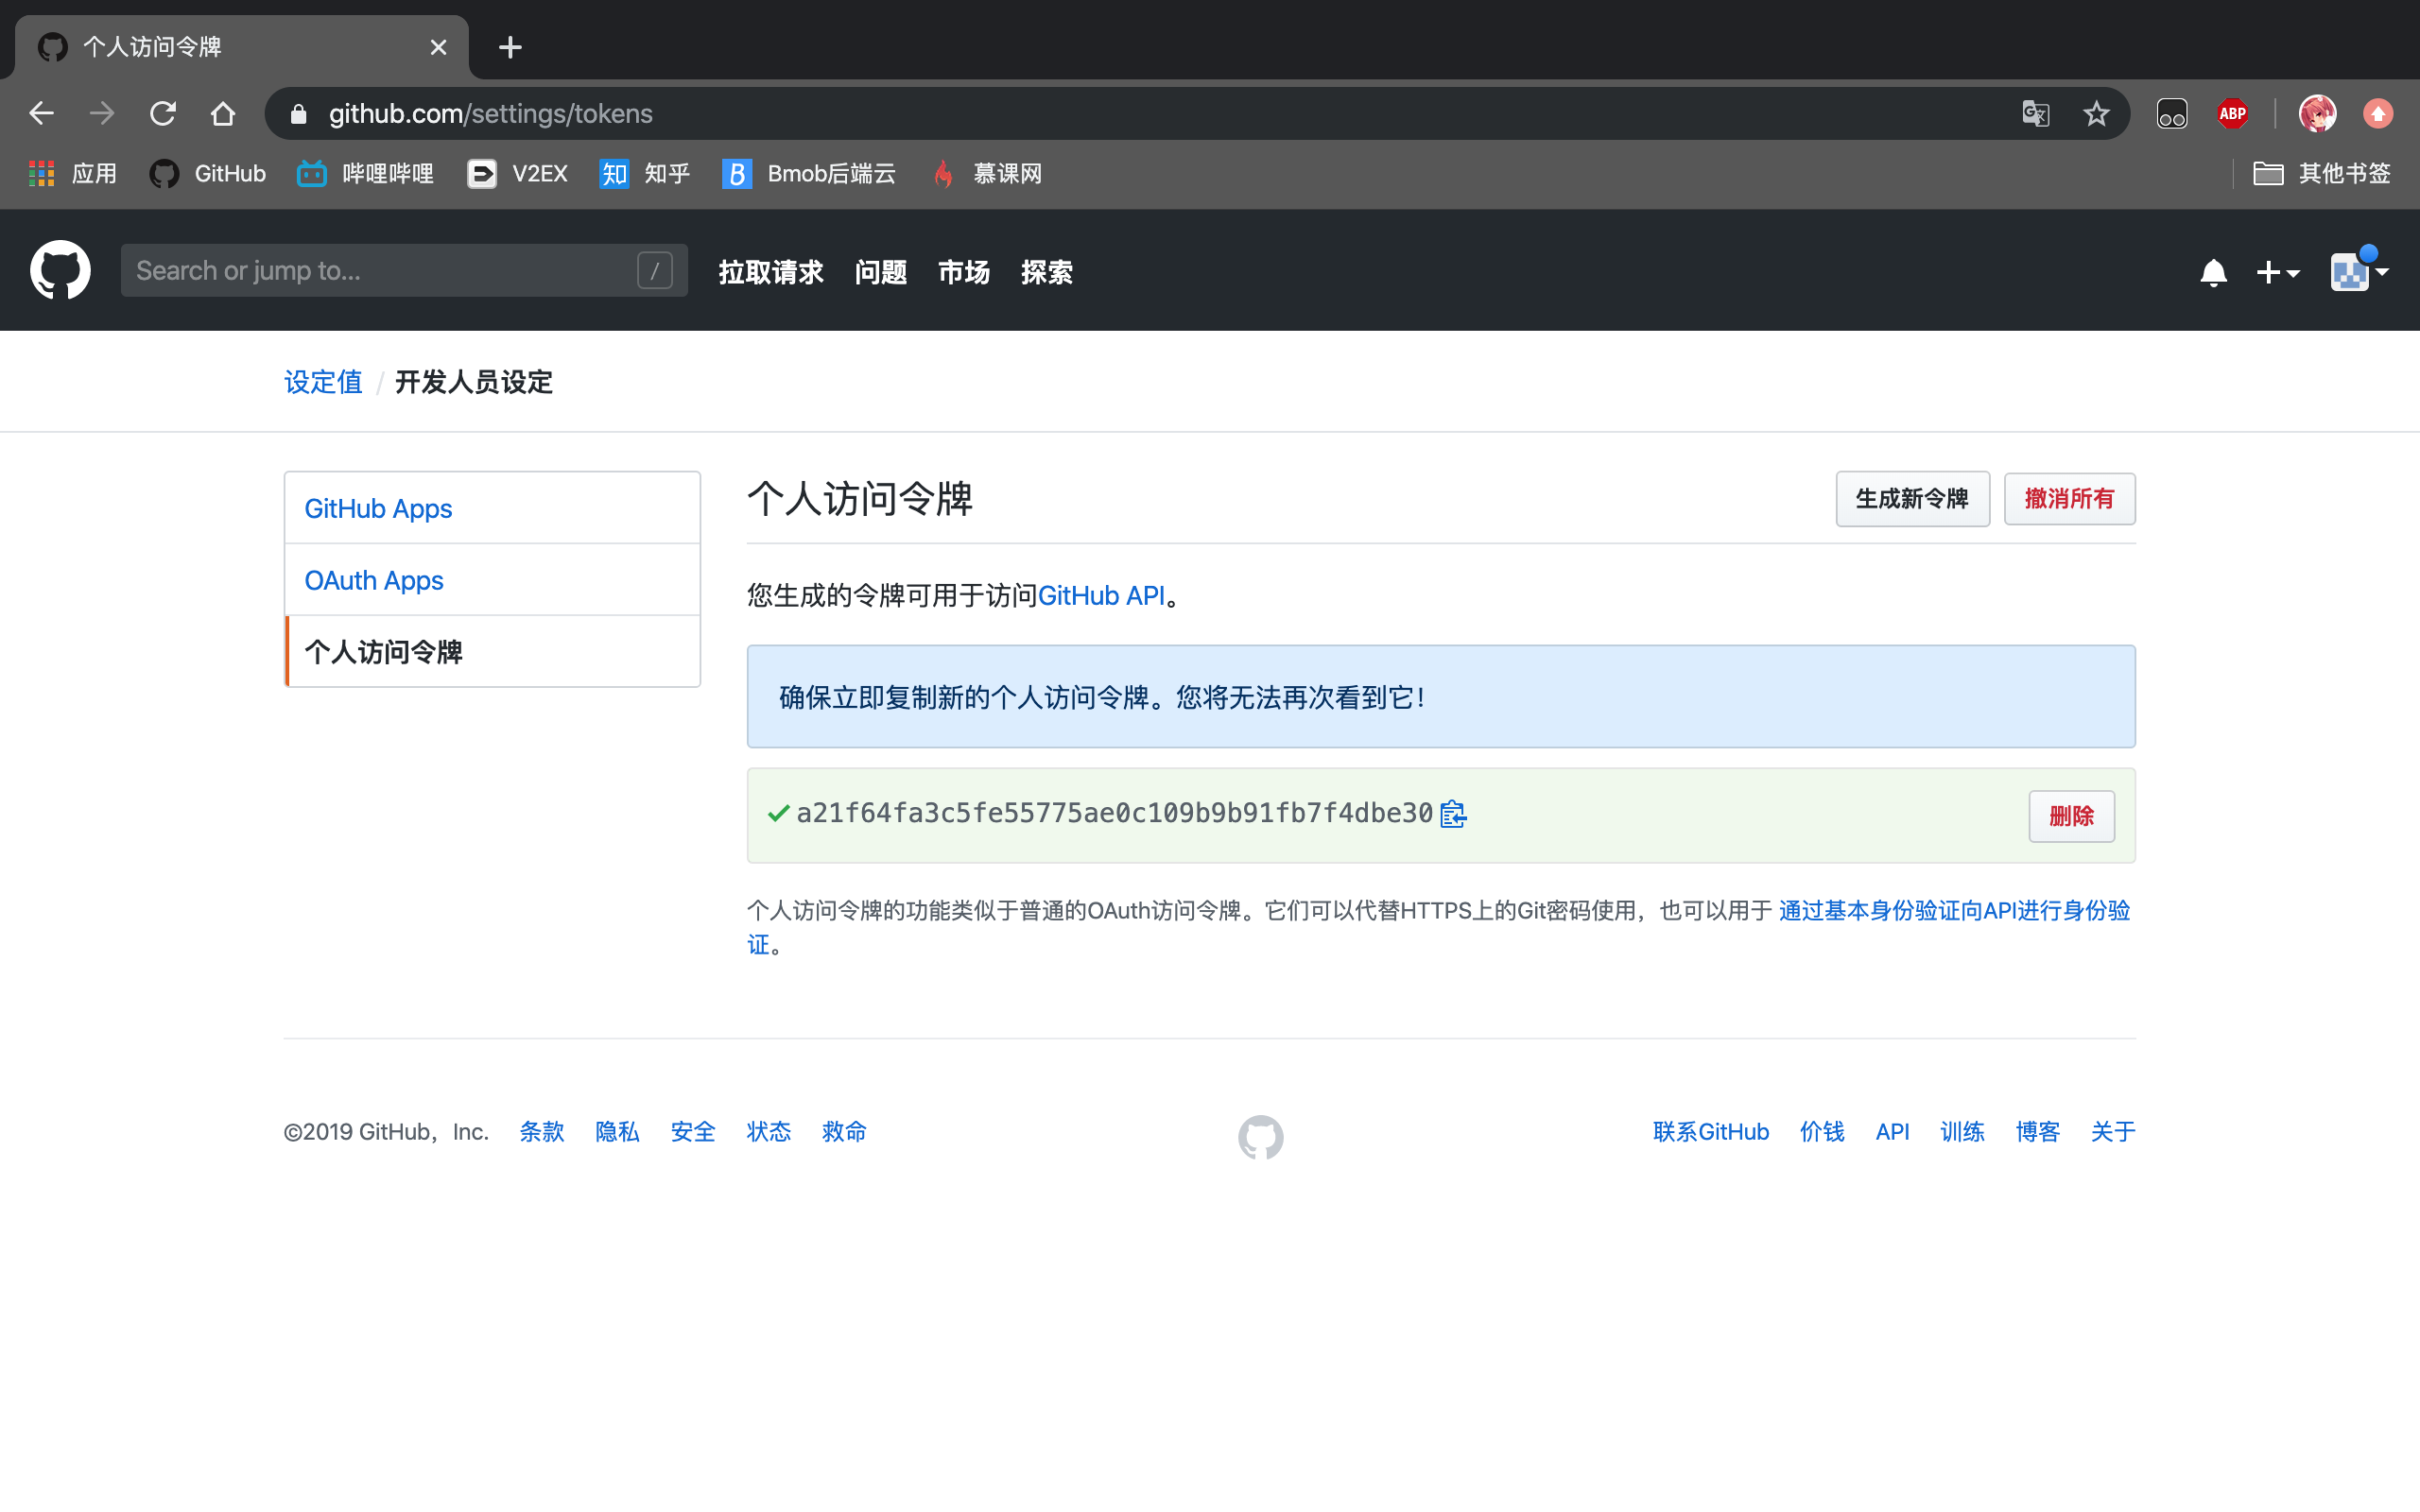 个人访问令牌
github.com/settings/tokens
ABP
应用 GitHub 哔哩哔哩 V2EX 知 知乎 B Bmob后端云 慕课网 其他书签
Search or jump to... / 拉取请求 问题 市场 探索
设定值 / 开发人员设定
GitHub Apps
OAuth Apps
个人访问令牌
个人访问令牌 生成新令牌 撤消所有
您生成的令牌可用于访问GitHub API。
确保立即复制新的个人访问令牌。您将无法再次看到它！
a21f64fa3c5fe55775ae0c109b9b91fb7f4dbe30 删除
个人访问令牌的功能类似于普通的OAuth访问令牌。它们可以代替HTTPS上的Git密码使用，也可以用于 通过基本身份验证向API进行身份验
证。
©2019 GitHub，Inc. 条款 隐私 安全 状态 救命 联系GitHub 价钱 API 训练 博客 关于